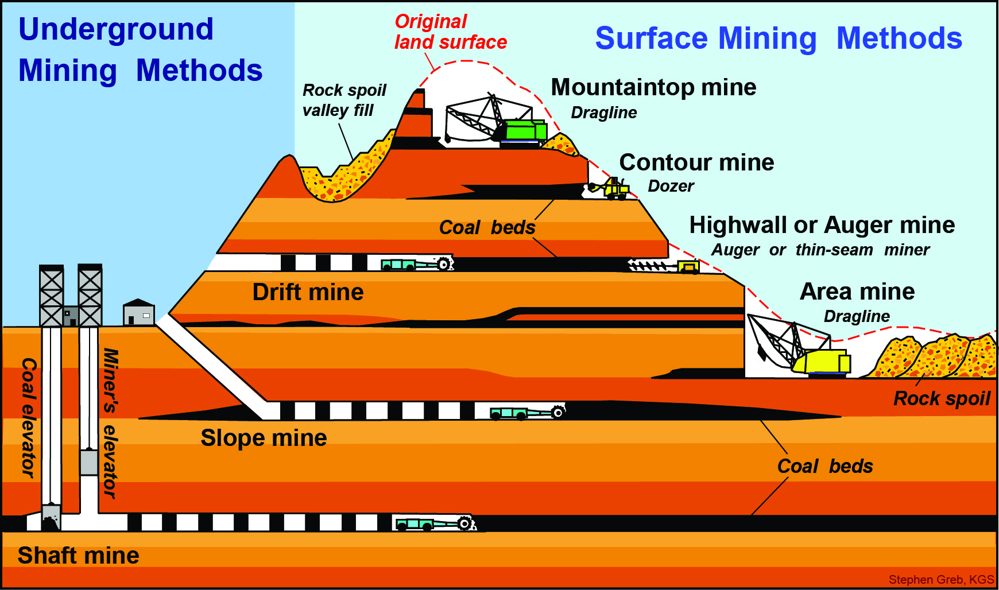 Underground
Mining Methods
Surface Mining Methods
Original
land surface
Rock spoil
valley fill
Mountaintop mine
Dragline
Contour mine
Dozer
Coal beds
Highwall or Auger mine
Auger or thin-seam miner
Drift mine
Area mine
Dragline
Coal elevator
Miner's elevator
Rock spoil
Slope mine
Coal beds
Shaft mine
Stephen Greb, KGS